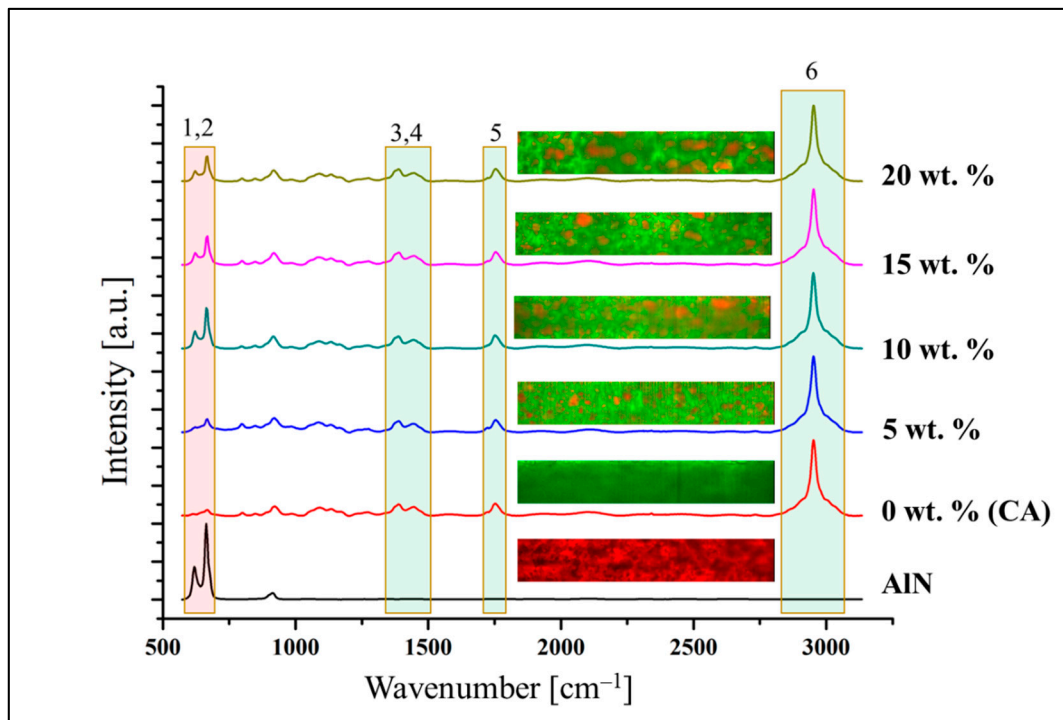 6
1,2
3,4
5
20 wt. %
15 wt. %
10 wt. %
5 wt. %
0 wt. % (CA)
AlN
Intensity [a.u.]
500 1000 1500 2000 2500 3000
Wavenumber [cm–1]